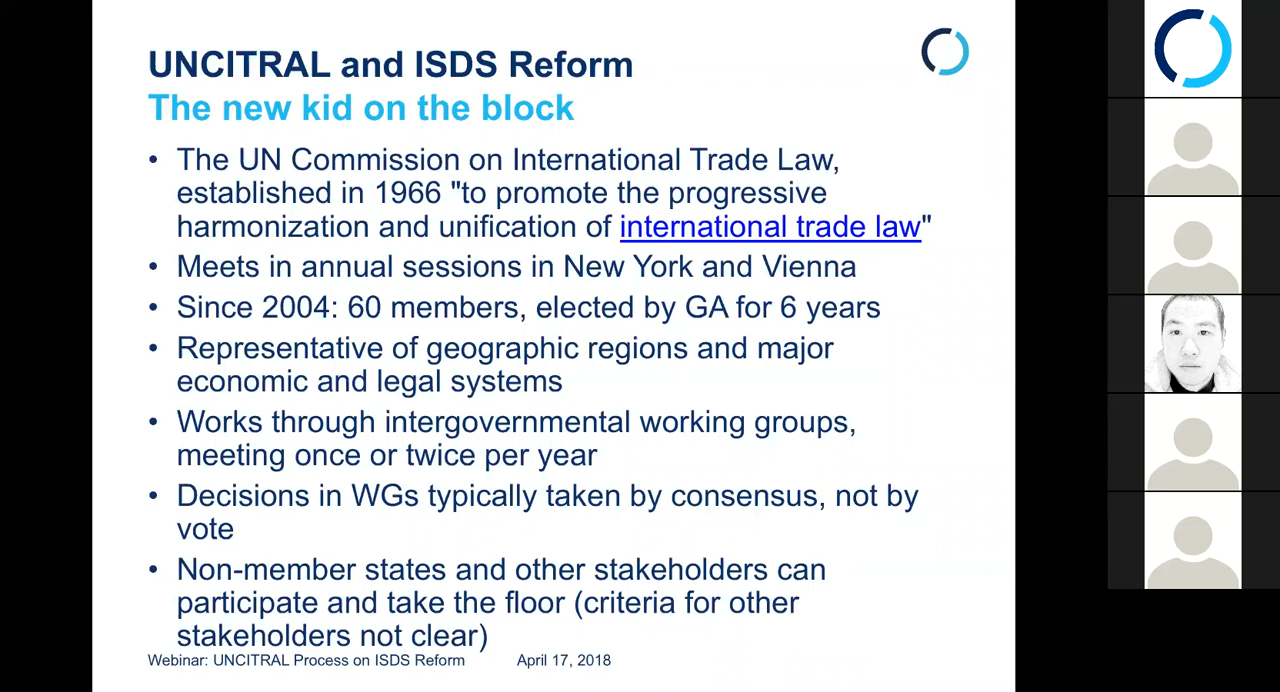 UNCITRAL and ISDS Reform
The new kid on the block
• The UN Commission on International Trade Law,
established in 1966 "to promote the progressive
harmonization and unification of international trade law"
• Meets in annual sessions in New York and Vienna
• Since 2004: 60 members, elected by GA for 6 years
• Representative of geographic regions and major
economic and legal systems
• Works through intergovernmental working groups,
meeting once or twice per year
• Decisions in WGs typically taken by consensus, not by
vote
• Non-member states and other stakeholders can
participate and take the floor (criteria for other
stakeholders not clear)
Webinar: UNCITRAL Process on ISDS Reform April 17, 2018